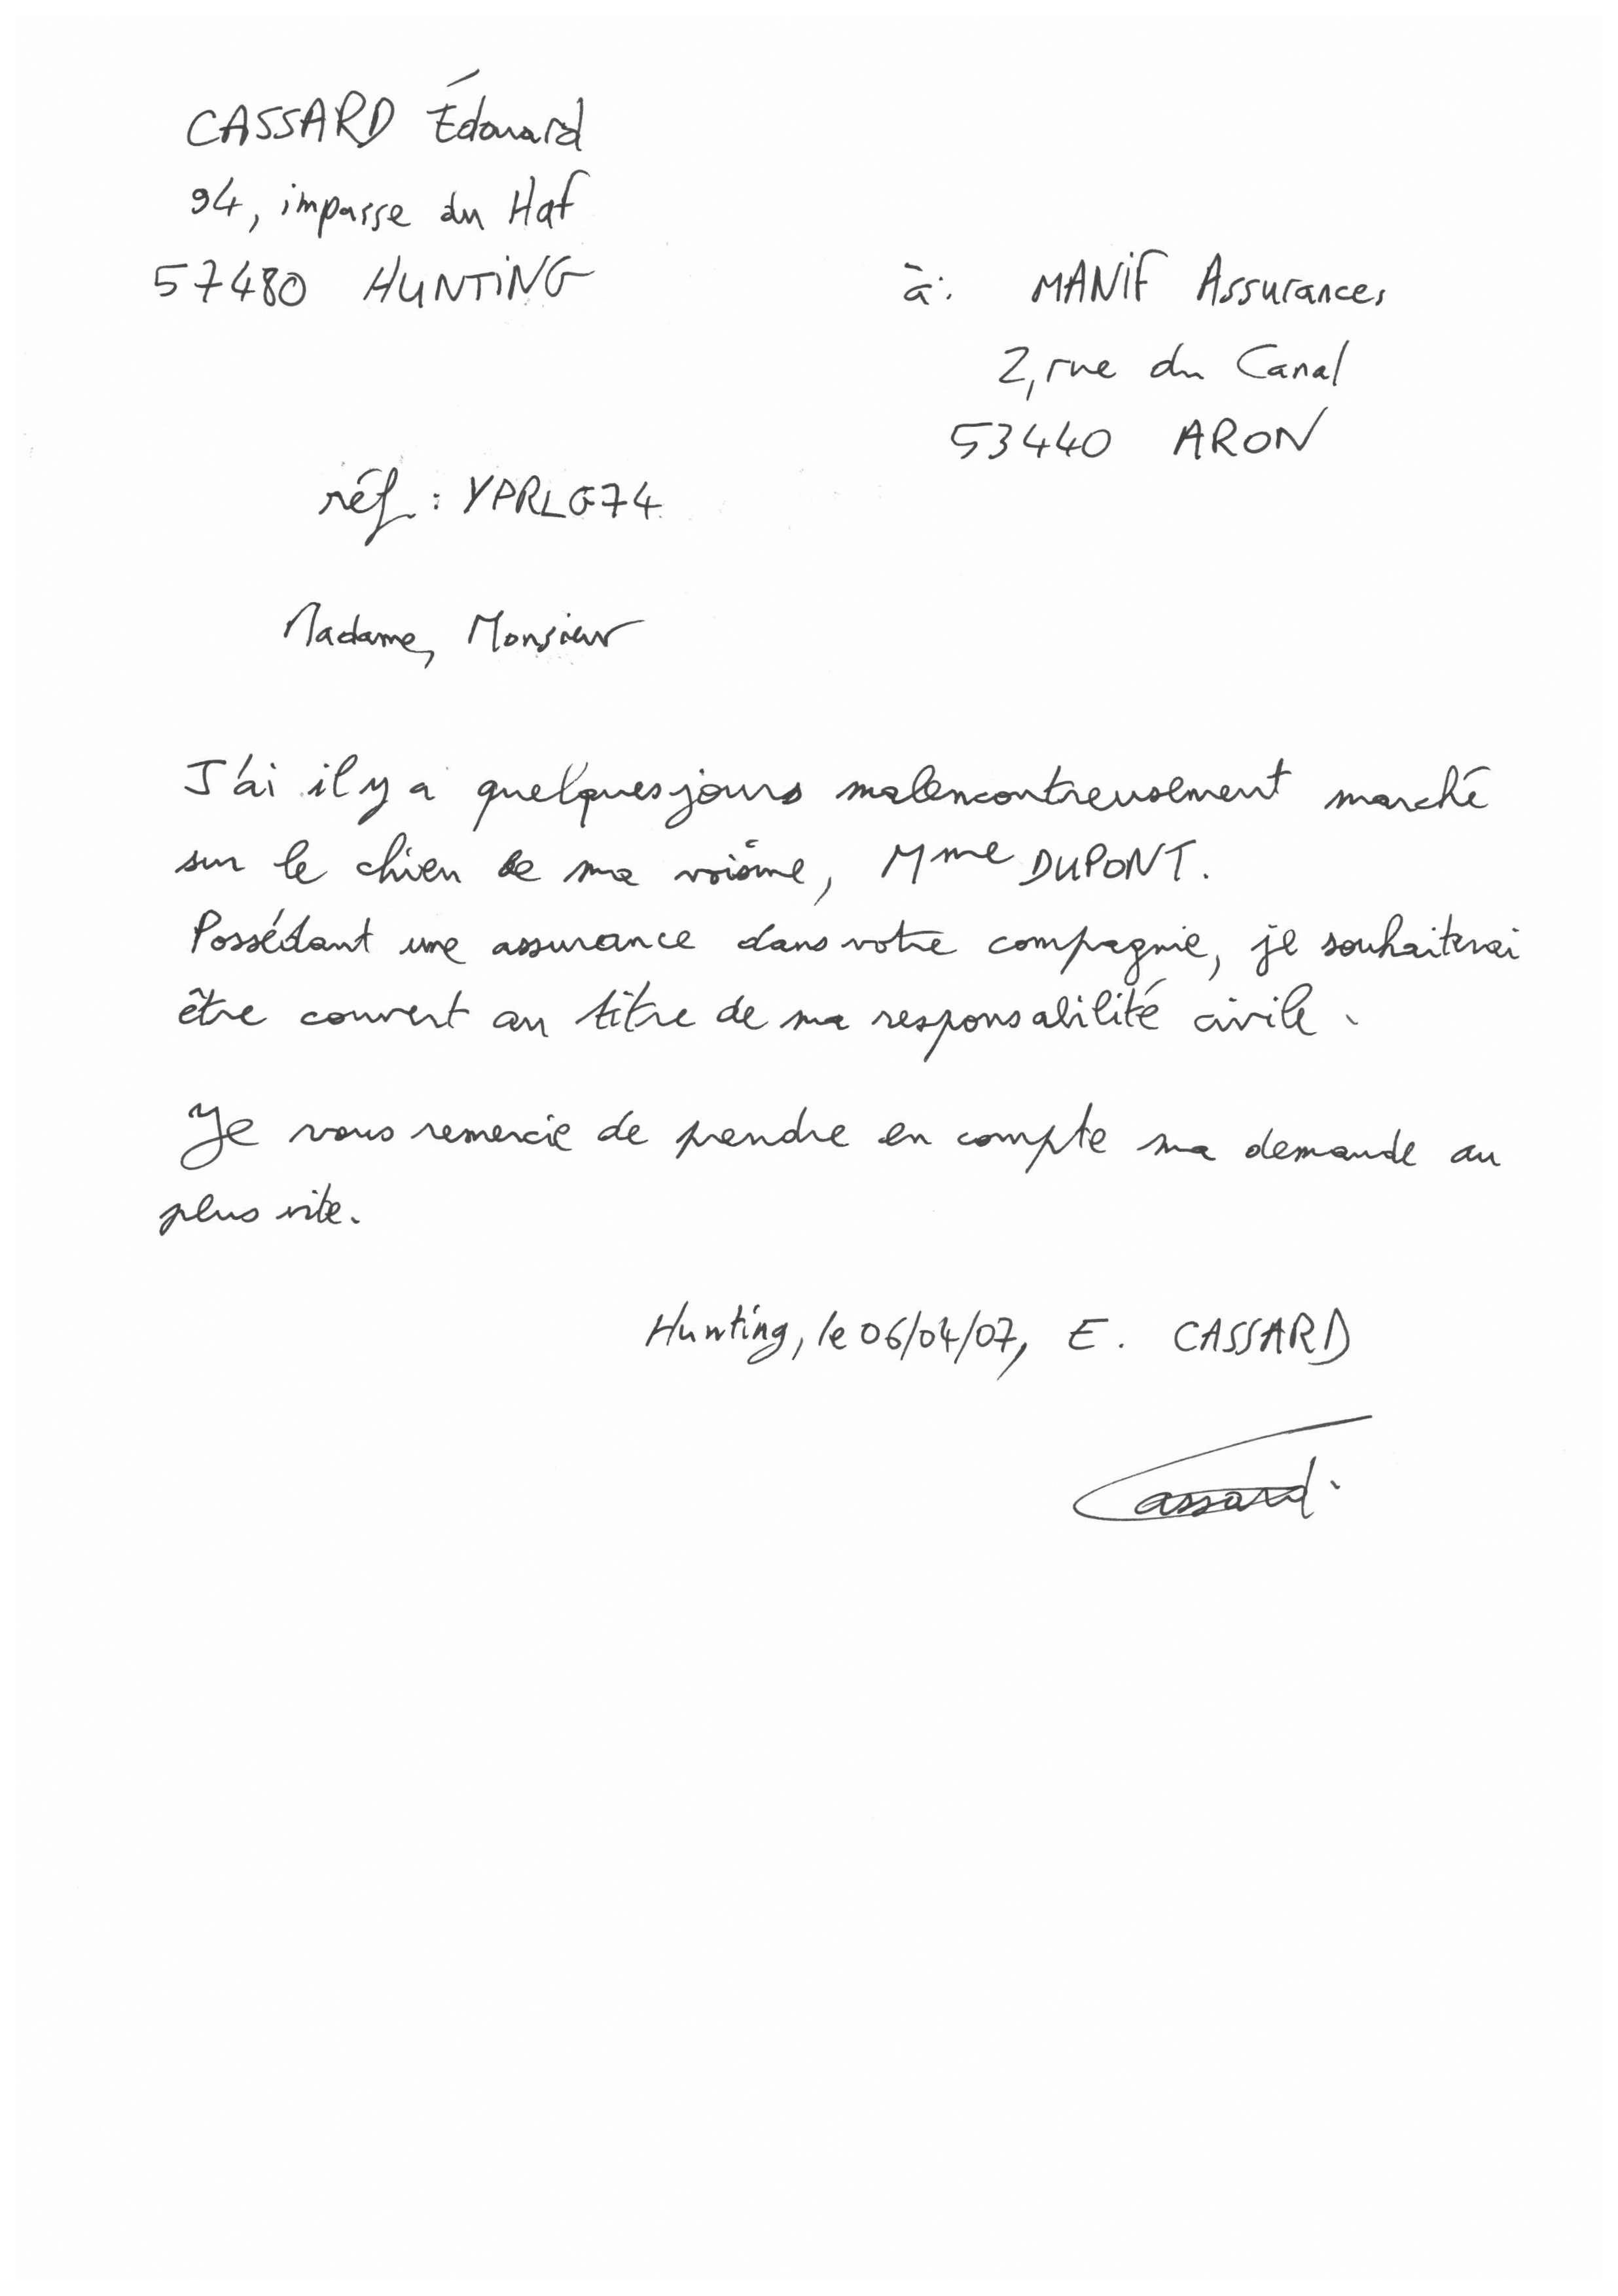 CASSARD Édouard
94, impasse du Haf
57480 HUNTING
à: MANIF Assurances
2, rue du Canal
53440 ARON
réf : YPRLG74
Madame, Monsieur
J'ai il y a quelques jours malencontreusement marché
sur le chien de ma voisine, Mme DUPONT.
Possédant une assurance dans votre compagnie, je souhaiterai
être couvert au titre de ma responsabilité civile.
Je vous remercie de prendre en compte ma demande au
plus vite.
Hunting, le 06/04/07, E. CASSARD
Cassard